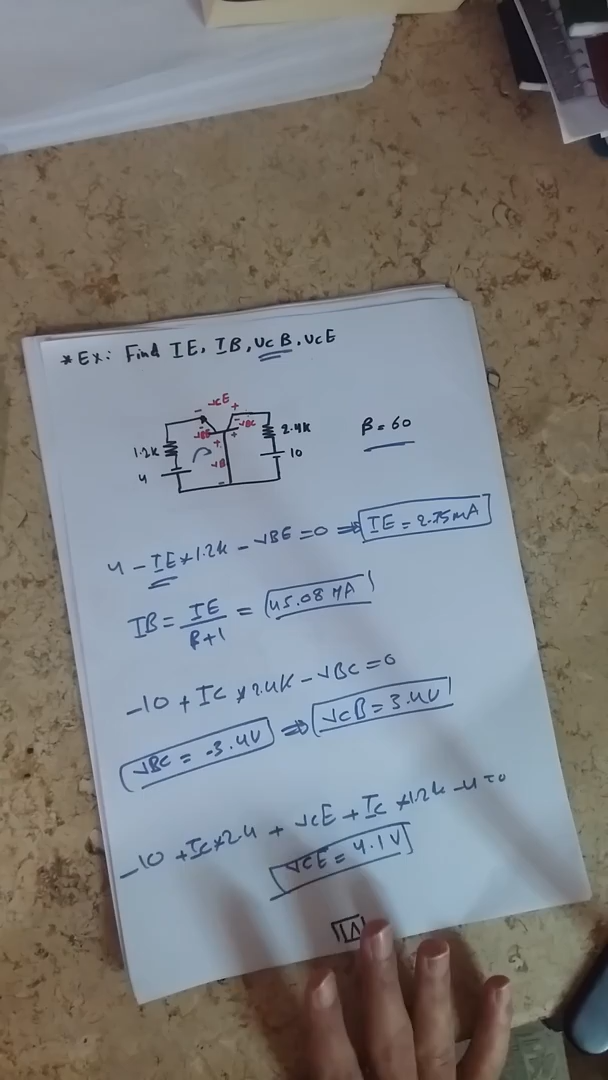 *Ex: Find IE, IB, VCB, VCE
- VCE +
VBE
VBC
VB
1.2K
4
2.4K
10
β = 60
4 - IE*1.2K - VBE = 0 ⇒ IE = 2.75mA
IB = IE / β+1 = 45.08 MA
-10 + IC*2.4K - VBC = 0
VBC = -3.4V ⇒ VCB = 3.4V
-10 + IC*2.4 + VCE + IC*1.2K - 4 = 0
VCE = 4.1V